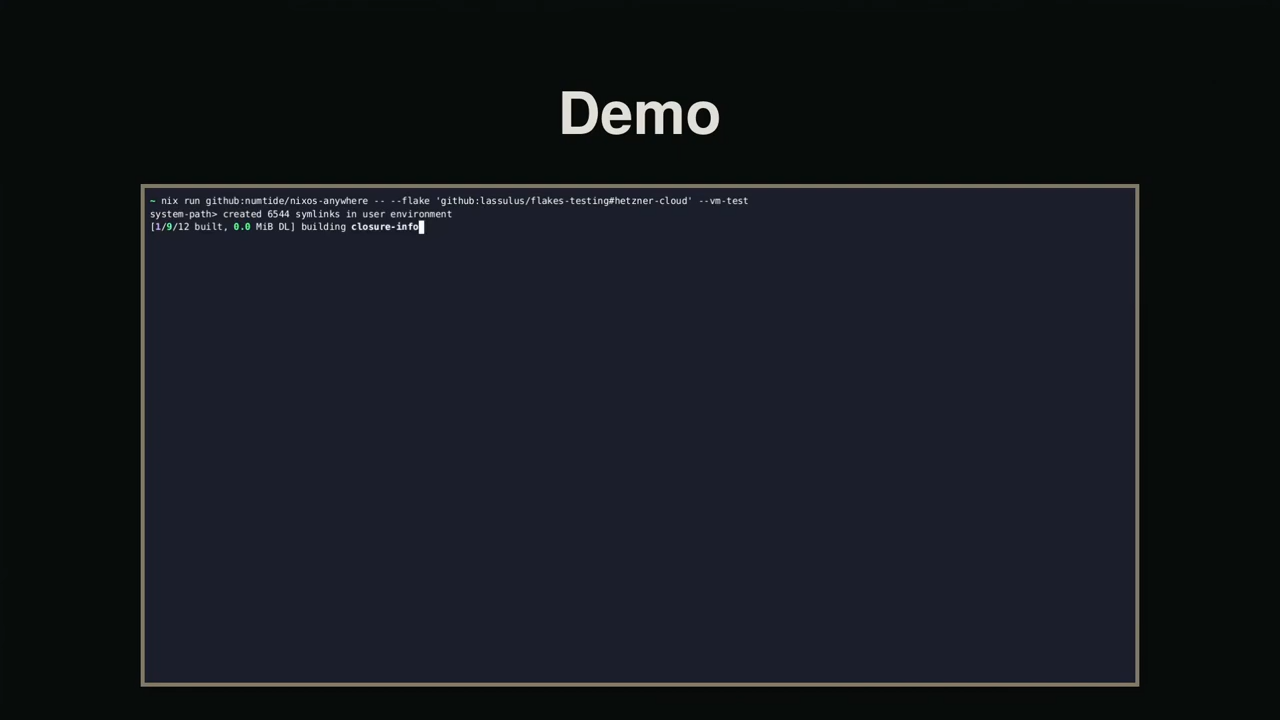 Demo
~ nix run github:numtide/nixos-anywhere -- --flake 'github:lassulus/flakes-testing#hetzner-cloud' --vm-test
system-path> created 6544 symlinks in user environment
[1/9/12 built, 0.0 MiB DL] building closure-info